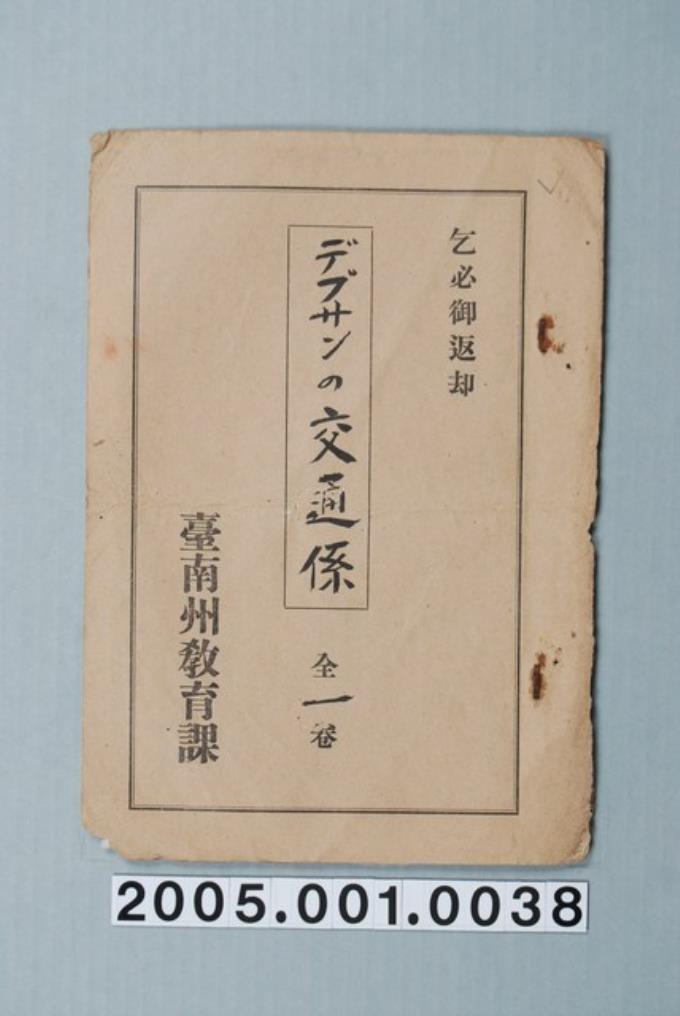 乞必御返却
デブサンの交通係
全一卷
臺南州教育課
2005.001.0038